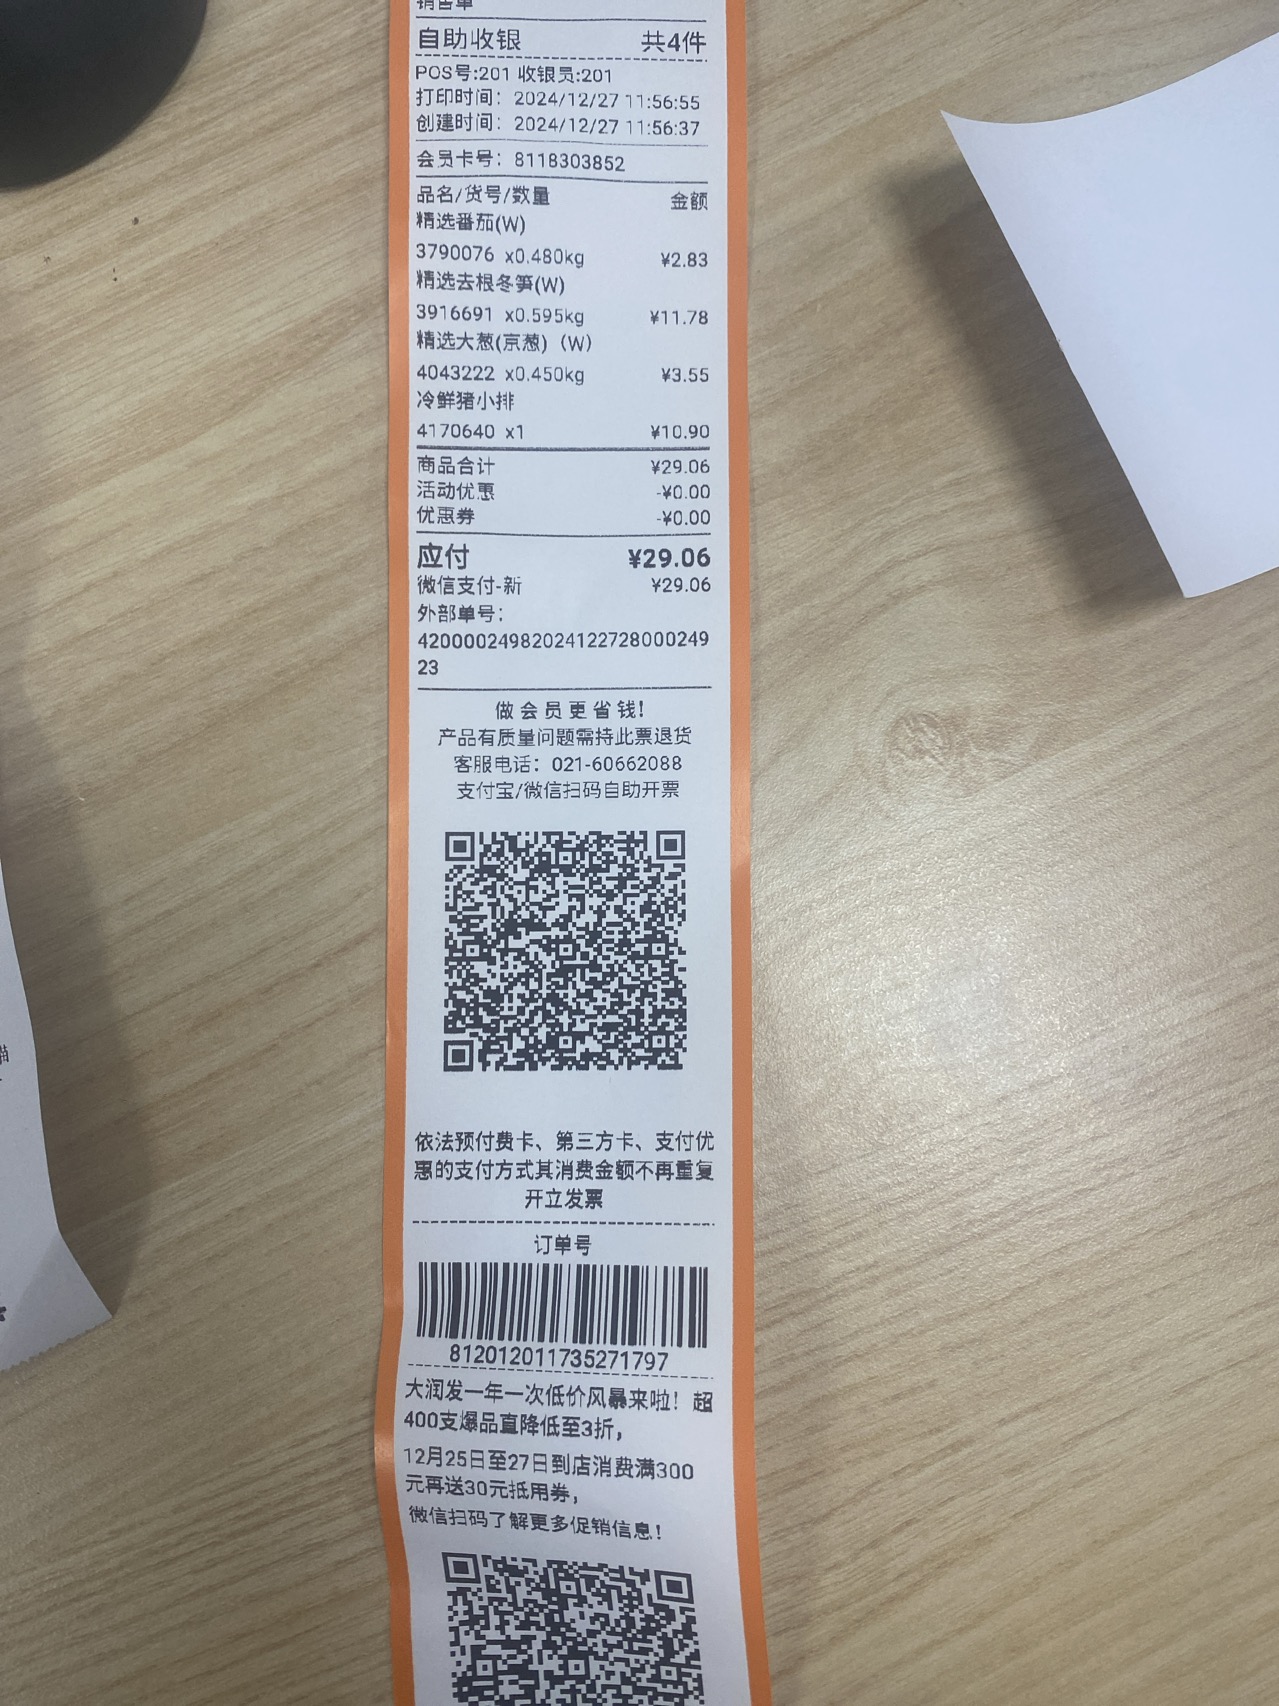 销售单
自助收银 共4件
POS号:201 收银员:201
打印时间： 2024/12/27 11:56:55
创建时间： 2024/12/27 11:56:37
会员卡号： 8118303852
品名/货号/数量 金额
精选番茄(W)
3790076 x0.480kg ¥2.83
精选去根冬笋(W)
3916691 x0.595kg ¥11.78
精选大葱(京葱)（W）
4043222 x0.450kg ¥3.55
冷鲜猪小排
4170640 x1 ¥10.90
商品合计 ¥29.06
活动优惠 -¥0.00
优惠券 -¥0.00
应付 ¥29.06
微信支付-新 ¥29.06
外部单号：
42000024982024122728000249
23
做会员更省钱!
产品有质量问题需持此票退货
客服电话：021-60662088
支付宝/微信扫码自助开票
依法预付费卡、第三方卡、支付优
惠的支付方式其消费金额不再重复
开立发票
订单号
812012011735271797
大润发一年一次低价风暴来啦！超
400支爆品直降低至3折，
12月25日至27日到店消费满300
元再送30元抵用券，
微信扫码了解更多促销信息！